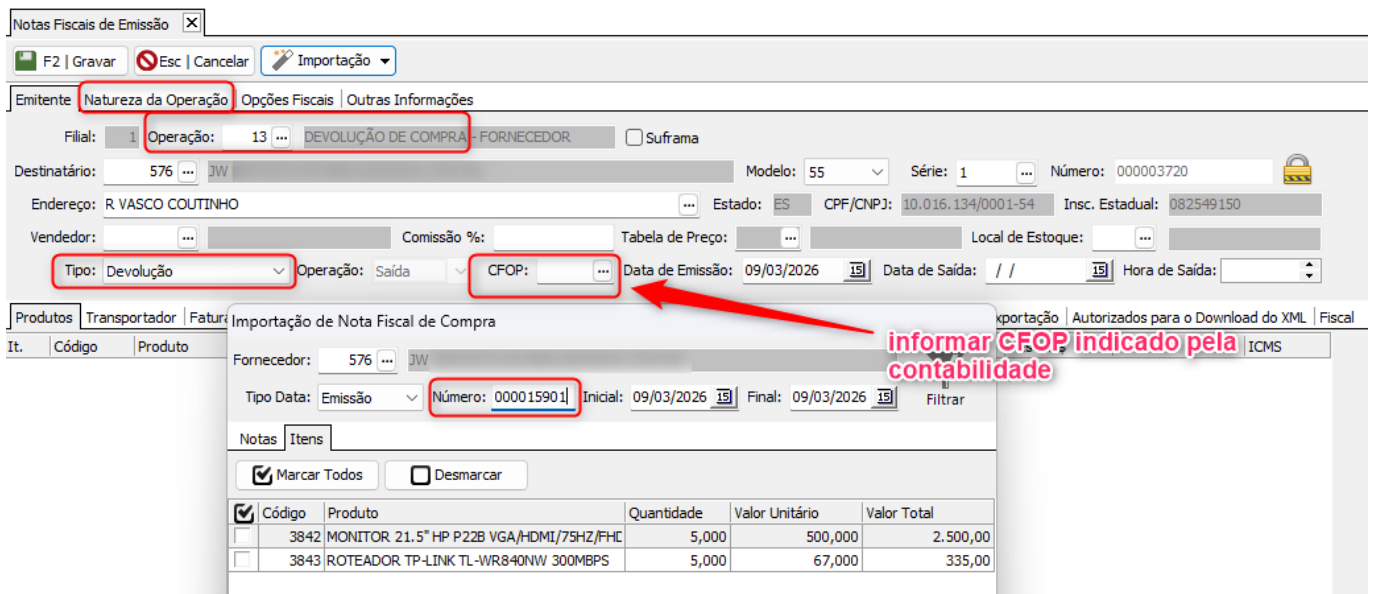 Notas Fiscais de Emissão
F2 | Gravar Esc | Cancelar Importação
Emitente Natureza da Operação Opções Fiscais Outras Informações
Filial: 1 Operação: 13 ... DEVOLUÇÃO DE COMPRA - FORNECEDOR Suframa
Destinatário: 576 ... JW Modelo: 55 Série: 1 ... Número: 000003720
Endereço: R VASCO COUTINHO ... Estado: ES CPF/CNPJ: 10.016.134/0001-54 Insc. Estadual: 082549150
Vendedor: ... Comissão %: Tabela de Preço: ... Local de Estoque: ...
Tipo: Devolução Operação: Saída CFOP: ... Data de Emissão: 09/03/2026 15 Data de Saída: / / 15 Hora de Saída:
Produtos Transportador Fatur xportação Autorizados para o Download do XML Fiscal
It. Código Produto ICMS
informar CFOP indicado pela
contabilidade
Importação de Nota Fiscal de Compra
Fornecedor: 576 ... JW
Tipo Data: Emissão Número: 000015901 Inicial: 09/03/2026 15 Final: 09/03/2026 15 Filtrar
Notas Itens
Marcar Todos Desmarcar
Código Produto Quantidade Valor Unitário Valor Total
3842 MONITOR 21.5" HP P22B VGA/HDMI/75HZ/FHD 5,000 500,000 2.500,00
3843 ROTEADOR TP-LINK TL-WR840NW 300MBPS 5,000 67,000 335,00